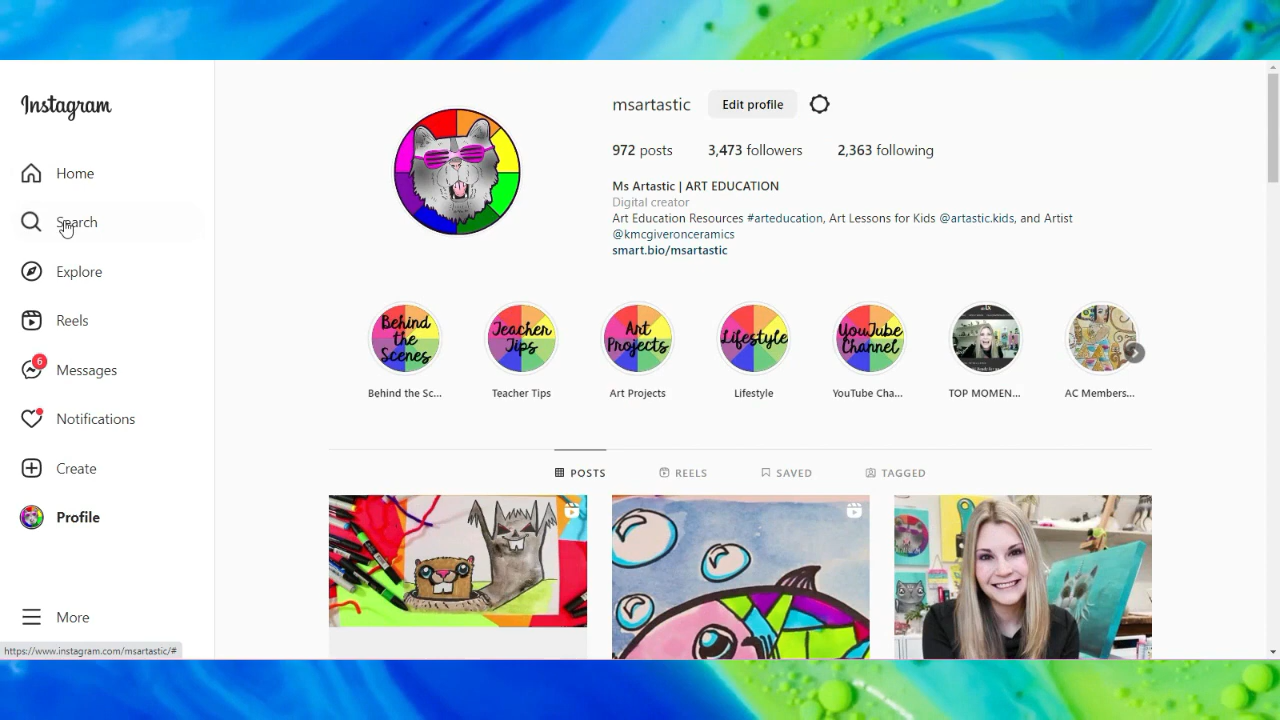 Instagram
Home
Search
Explore
Reels
6
Messages
Notifications
Create
Profile
More
https://www.instagram.com/msartastic/#
msartastic
Edit profile
972 posts
3,473 followers
2,363 following
Ms Artastic | ART EDUCATION
Digital creator
Art Education Resources #arteducation, Art Lessons for Kids @artastic.kids, and Artist
@kmcgiveronceramics
smart.bio/msartastic
Behind
the
Scenes
Behind the Sc...
Teacher
Tips
Teacher Tips
Art
Projects
Art Projects
Lifestyle
Lifestyle
YouTube
Channel
YouTube Cha...
TOP MOMEN...
AC Members...
POSTS
REELS
SAVED
TAGGED